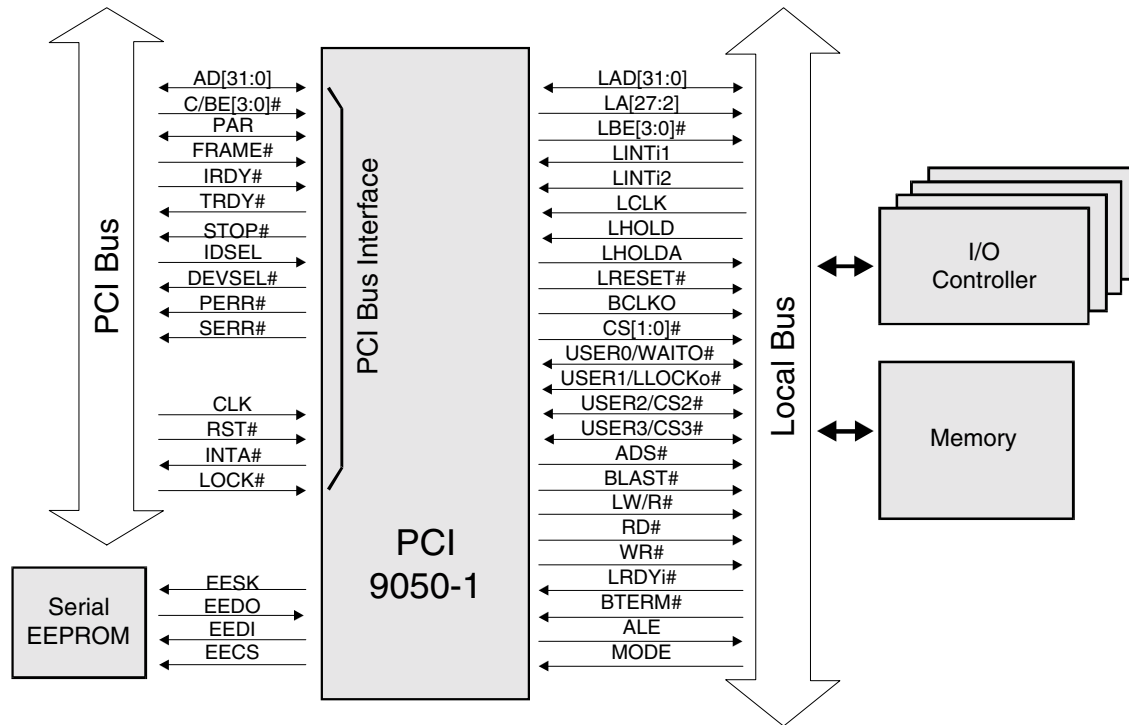 PCI Bus
AD[31:0]
C/BE[3:0]#
PAR
FRAME#
IRDY#
TRDY#
STOP#
IDSEL
DEVSEL#
PERR#
SERR#
CLK
RST#
INTA#
LOCK#
Serial
EEPROM
EESK
EEDO
EEDI
EECS
PCI Bus Interface
PCI
9050-1
LAD[31:0]
LA[27:2]
LBE[3:0]#
LINTi1
LINTi2
LCLK
LHOLD
LHOLDA
LRESET#
BCLKO
CS[1:0]#
USER0/WAITO#
USER1/LLOCKo#
USER2/CS2#
USER3/CS3#
ADS#
BLAST#
LW/R#
RD#
WR#
LRDYi#
BTERM#
ALE
MODE
Local Bus
I/O
Controller
Memory